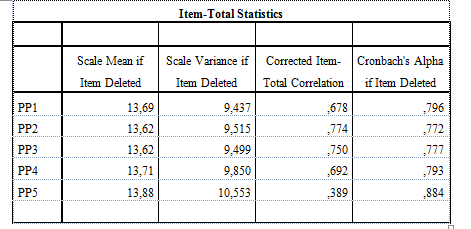 Item-Total Statistics
Scale Mean if Item Deleted Scale Variance if Item Deleted Corrected Item-Total Correlation Cronbach's Alpha if Item Deleted
PP1 13,69 9,437 ,678 ,796
PP2 13,62 9,515 ,774 ,772
PP3 13,62 9,499 ,750 ,777
PP4 13,71 9,850 ,692 ,793
PP5 13,88 10,553 ,389 ,884